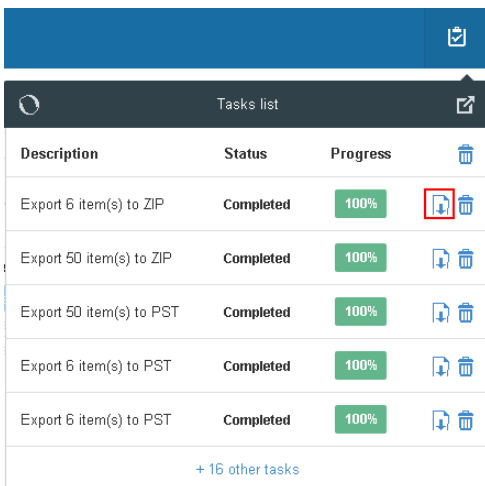 Tasks list
Description Status Progress
Export 6 item(s) to ZIP Completed 100%
Export 50 item(s) to ZIP Completed 100%
Export 50 item(s) to PST Completed 100%
Export 6 item(s) to PST Completed 100%
Export 6 item(s) to PST Completed 100%
+ 16 other tasks